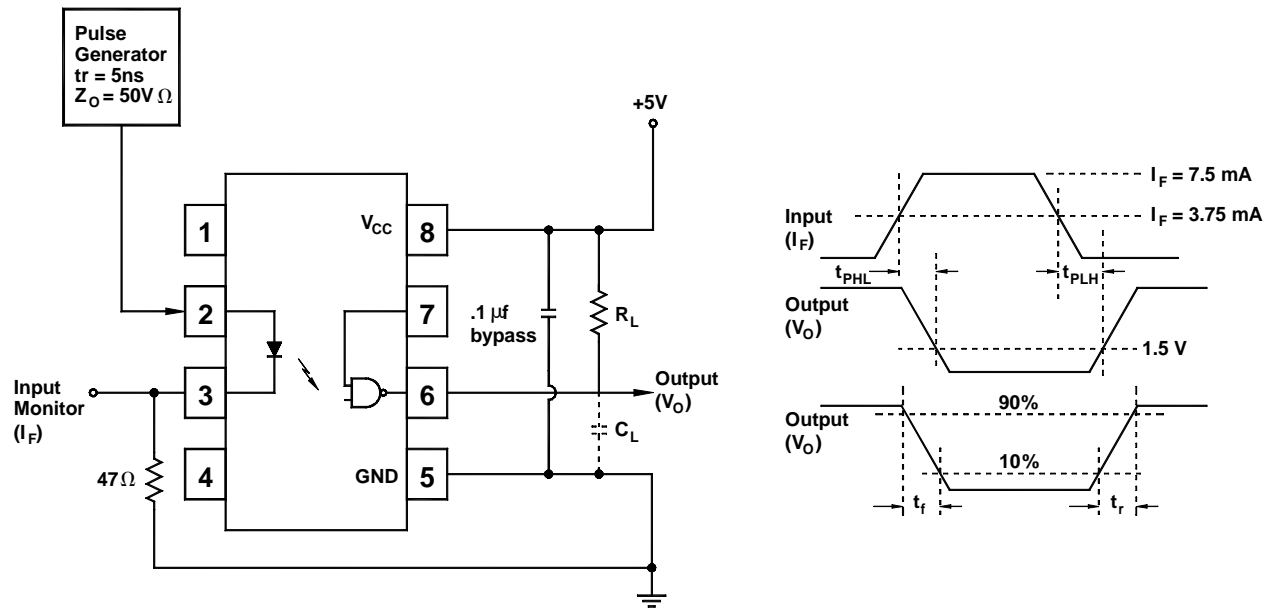 Pulse
Generator
tr = 5ns
Z_O = 50V Ω
+5V
1
V_CC
8
2
7
.1 µf
bypass
R_L
Input
Monitor
(I_F)
3
6
Output
(V_O)
C_L
47Ω
4
GND
5
Input
(I_F)
I_F = 7.5 mA
I_F = 3.75 mA
t_PHL
t_PLH
Output
(V_O)
1.5 V
Output
(V_O)
90%
10%
t_f
t_r